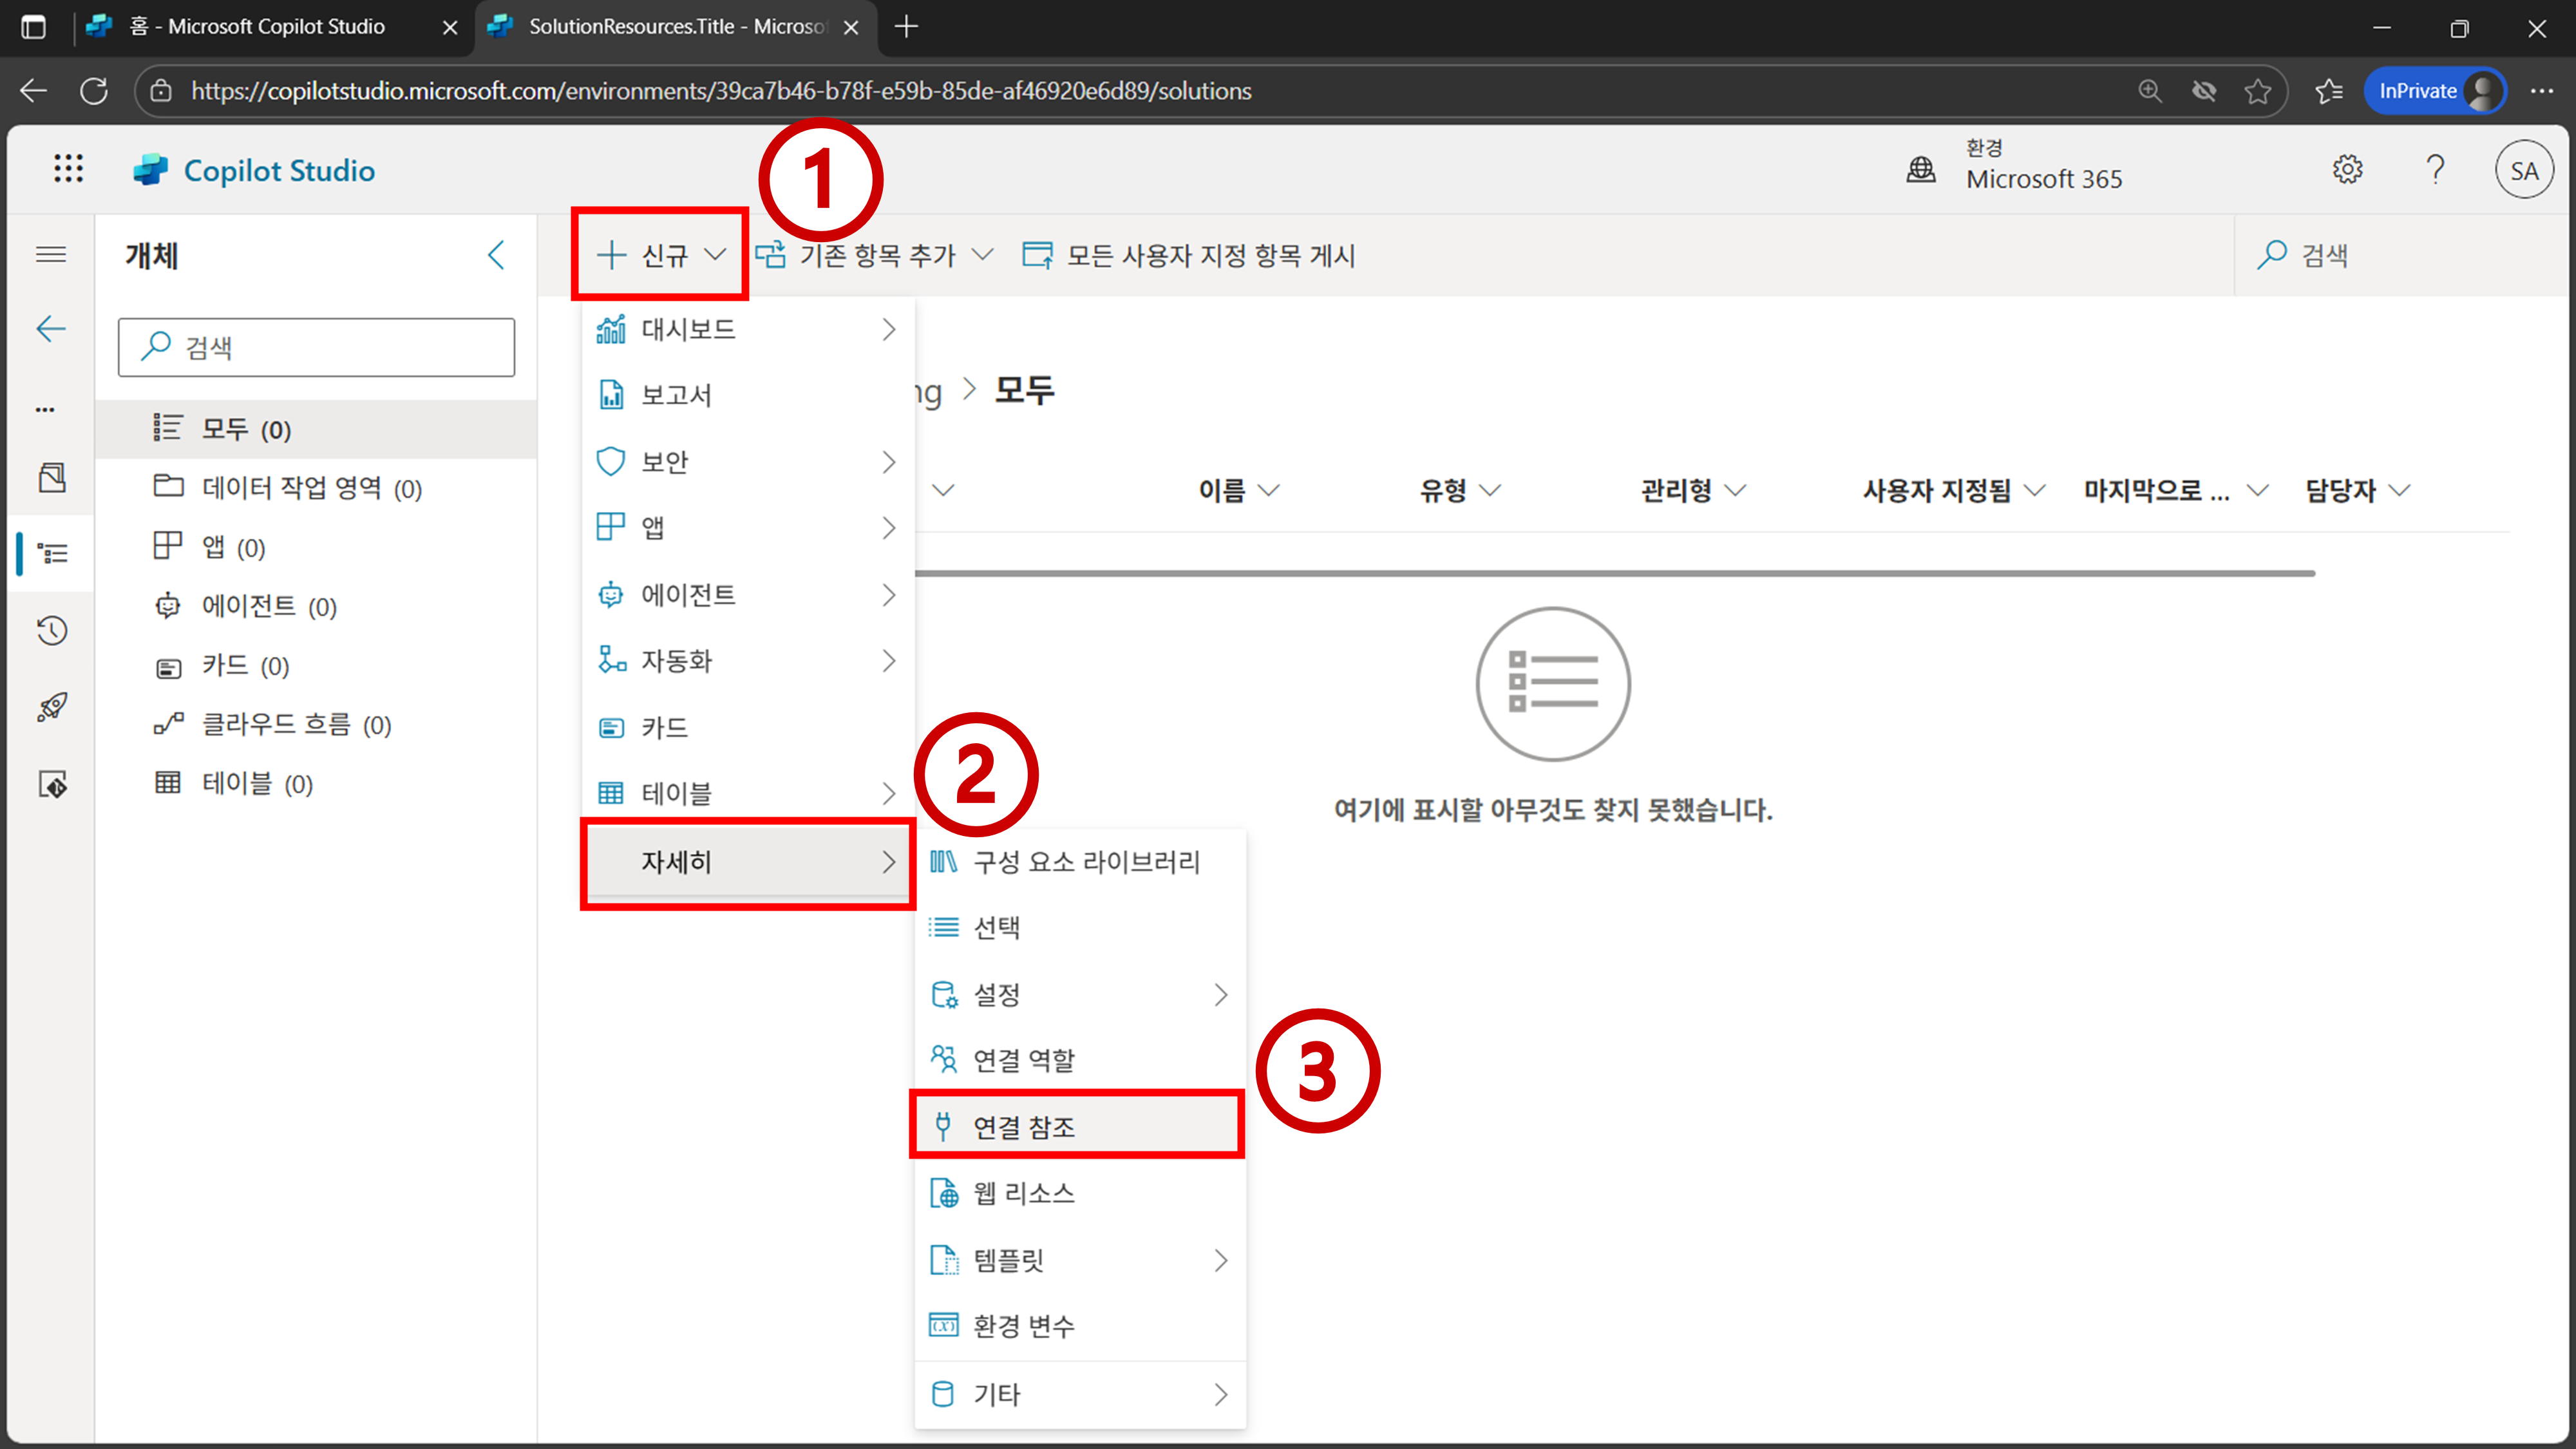 홈 - Microsoft Copilot Studio
SolutionResources.Title - Microso
https://copilotstudio.microsoft.com/environments/39ca7b46-b78f-e59b-85de-af46920e6d89/solutions
InPrivate
Copilot Studio
환경
Microsoft 365
SA
1
개체
신규
기존 항목 추가
모든 사용자 지정 항목 게시
검색
검색
모두 (0)
데이터 작업 영역 (0)
앱 (0)
에이전트 (0)
카드 (0)
클라우드 흐름 (0)
테이블 (0)
대시보드
보고서
보안
앱
에이전트
자동화
카드
테이블
자세히
2
구성 요소 라이브러리
선택
설정
연결 역할
연결 참조
웹 리소스
템플릿
환경 변수
기타
3
ng > 모두
이름 유형 관리형 사용자 지정됨 마지막으로 ... 담당자
여기에 표시할 아무것도 찾지 못했습니다.